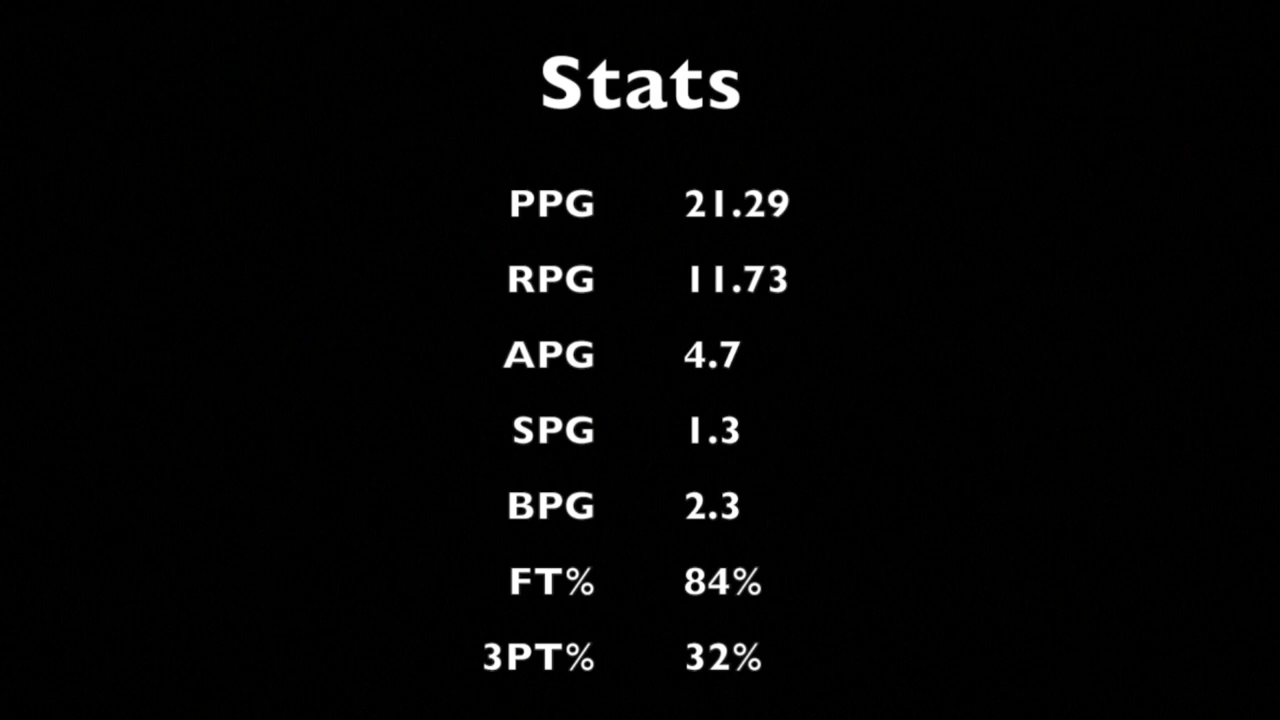 Stats
PPG 21.29
RPG 11.73
APG 4.7
SPG 1.3
BPG 2.3
FT% 84%
3PT% 32%